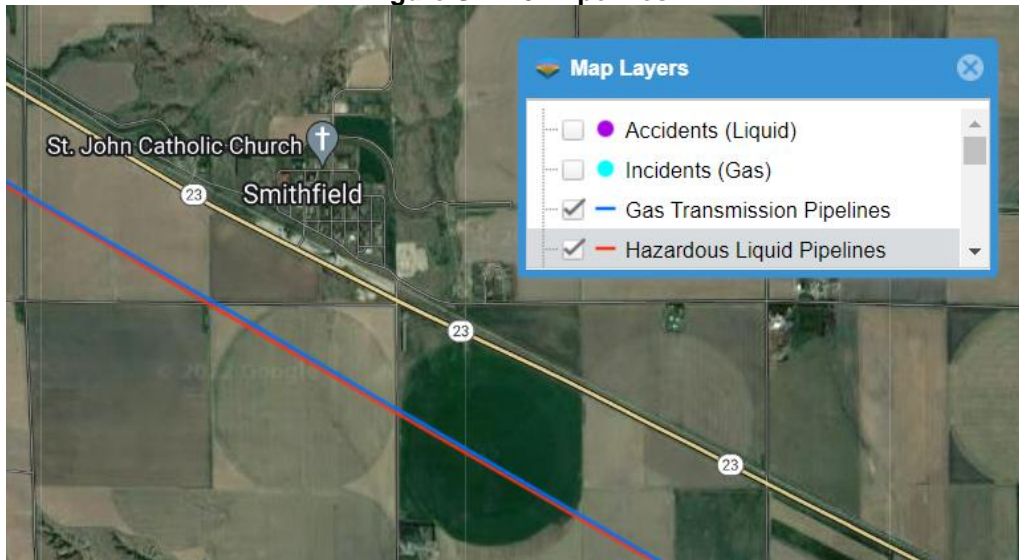 Map Layers
Accidents (Liquid)
Incidents (Gas)
Gas Transmission Pipelines
Hazardous Liquid Pipelines
St. John Catholic Church
Smithfield
23
23
23